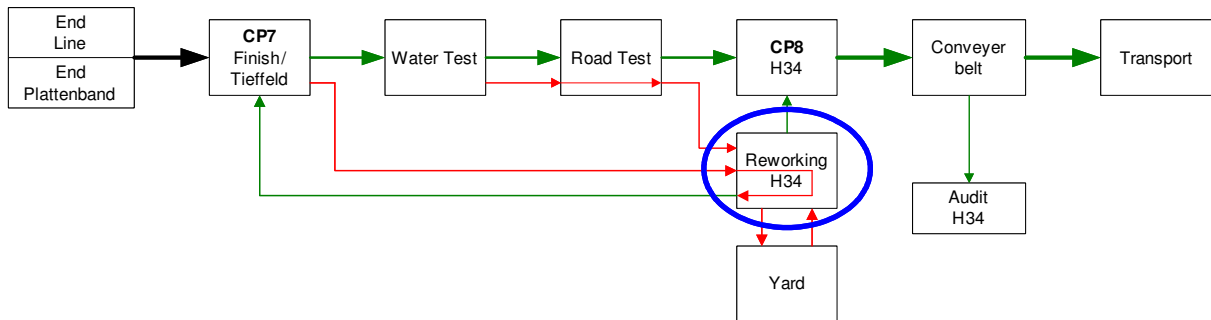 End
Line
End
Plattenband
CP7
Finish/
Tieffeld
Water Test
Road Test
CP8
H34
Conveyer
belt
Transport
Reworking
H34
Audit
H34
Yard